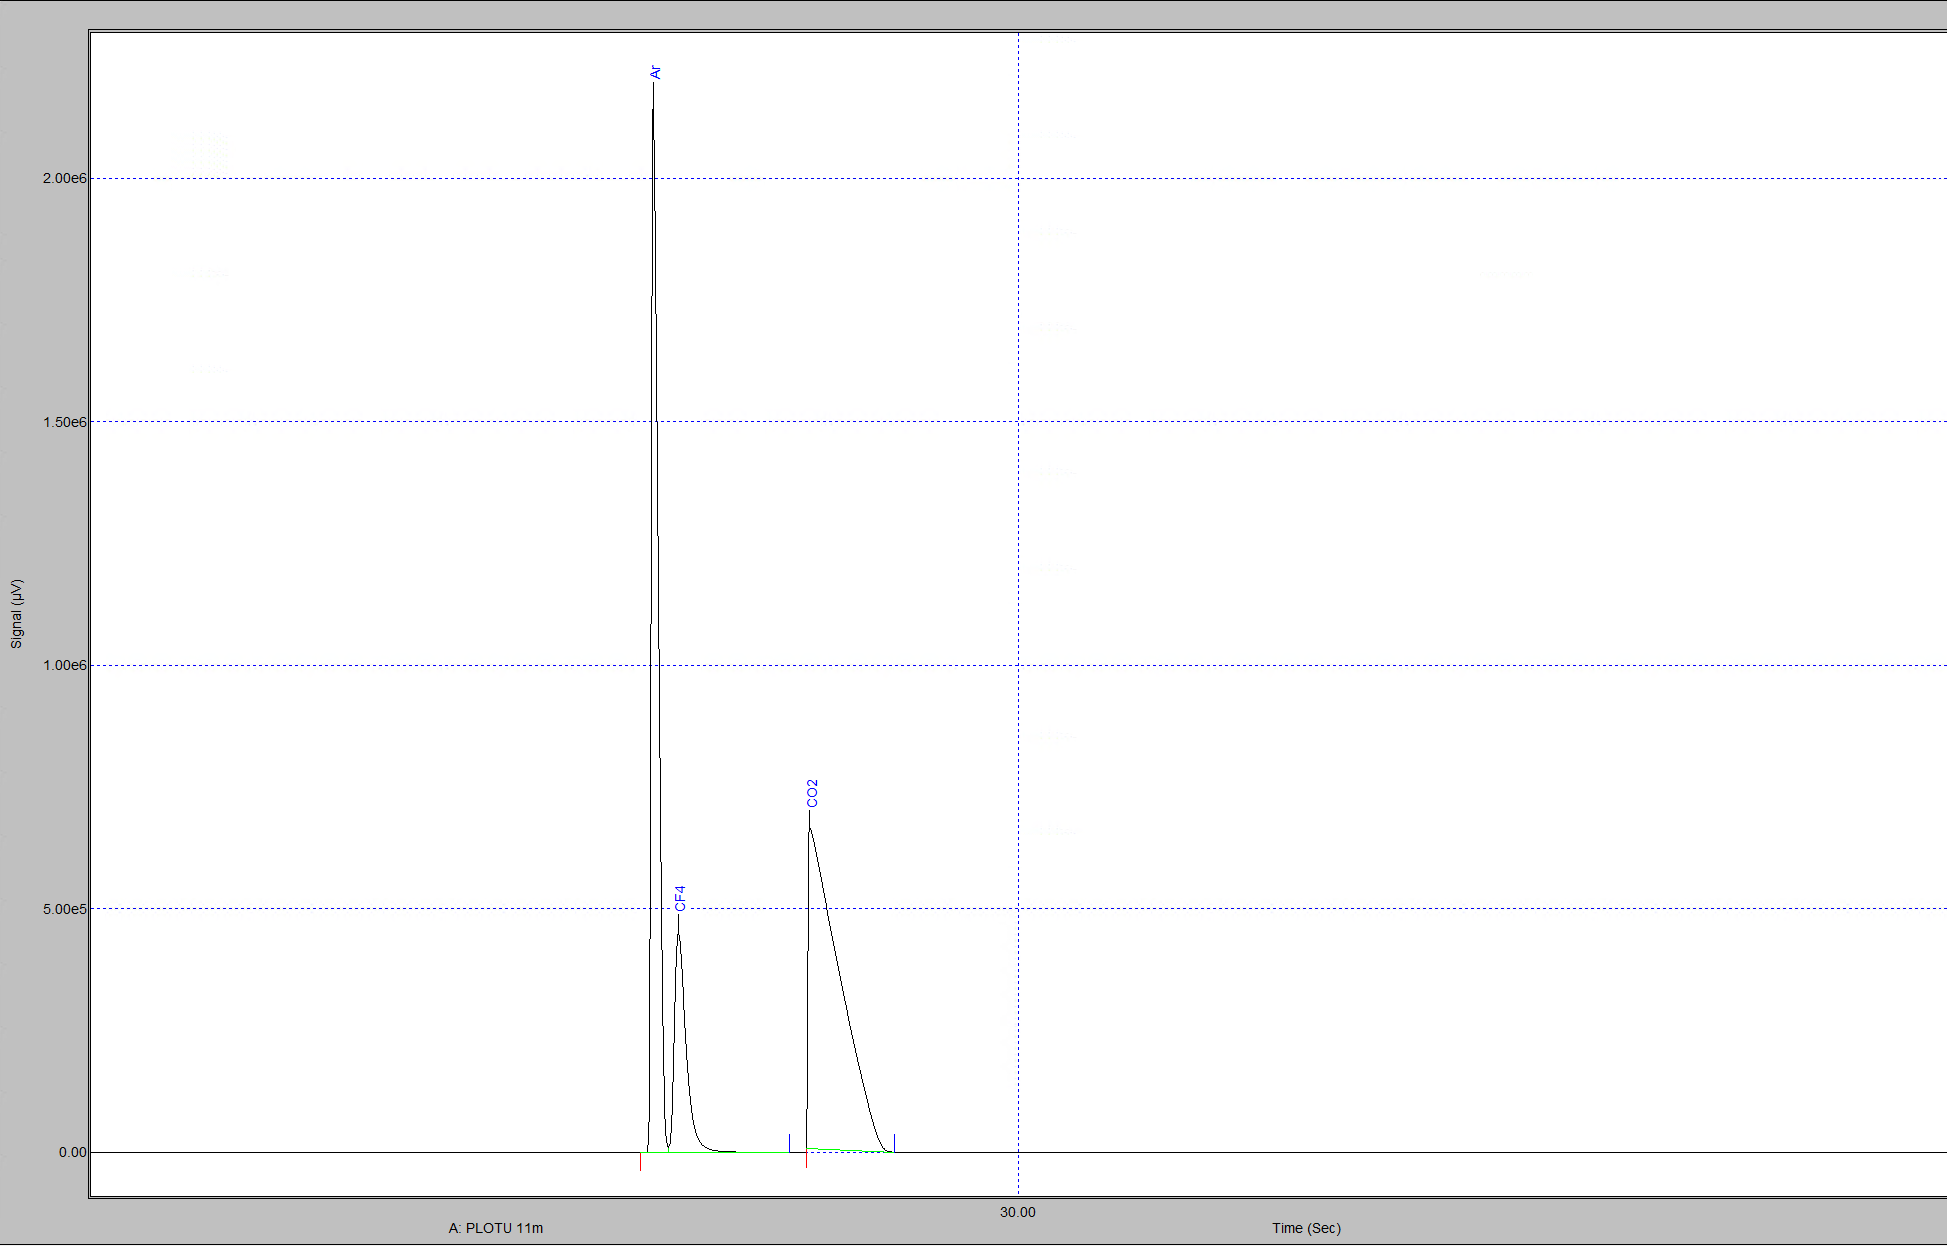 Ar
2.00e6
1.50e6
Signal (µV)
1.00e6
CO2
CF4
5.00e5
0.00
30.00
A: PLOTU 11m
Time (Sec)